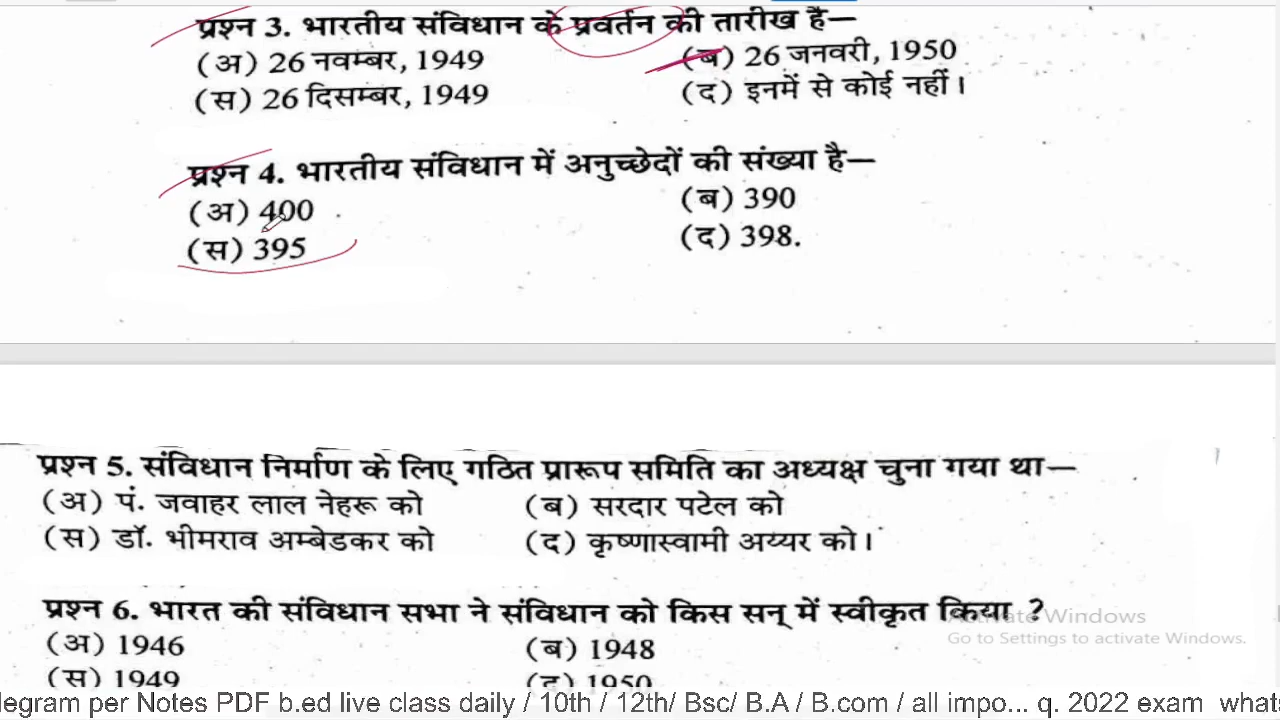 प्रश्न 3. भारतीय संविधान के प्रवर्तन की तारीख है—
(अ) 26 नवम्बर, 1949 (ब) 26 जनवरी, 1950
(स) 26 दिसम्बर, 1949 (द) इनमें से कोई नहीं।
प्रश्न 4. भारतीय संविधान में अनुच्छेदों की संख्या है—
(अ) 400 (ब) 390
(स) 395 (द) 398.
प्रश्न 5. संविधान निर्माण के लिए गठित प्रारूप समिति का अध्यक्ष चुना गया था—
(अ) पं. जवाहर लाल नेहरू को (ब) सरदार पटेल को
(स) डॉ. भीमराव अम्बेडकर को (द) कृष्णास्वामी अय्यर को।
प्रश्न 6. भारत की संविधान सभा ने संविधान को किस सन् में स्वीकृत किया ?
Activate Windows
(अ) 1946 (ब) 1948
Go to Settings to activate Windows.
(स) 1949 (द) 1950
legram per Notes PDF b.ed live class daily / 10th / 12th/ Bsc/ B.A / B.com / all impo... q. 2022 exam what